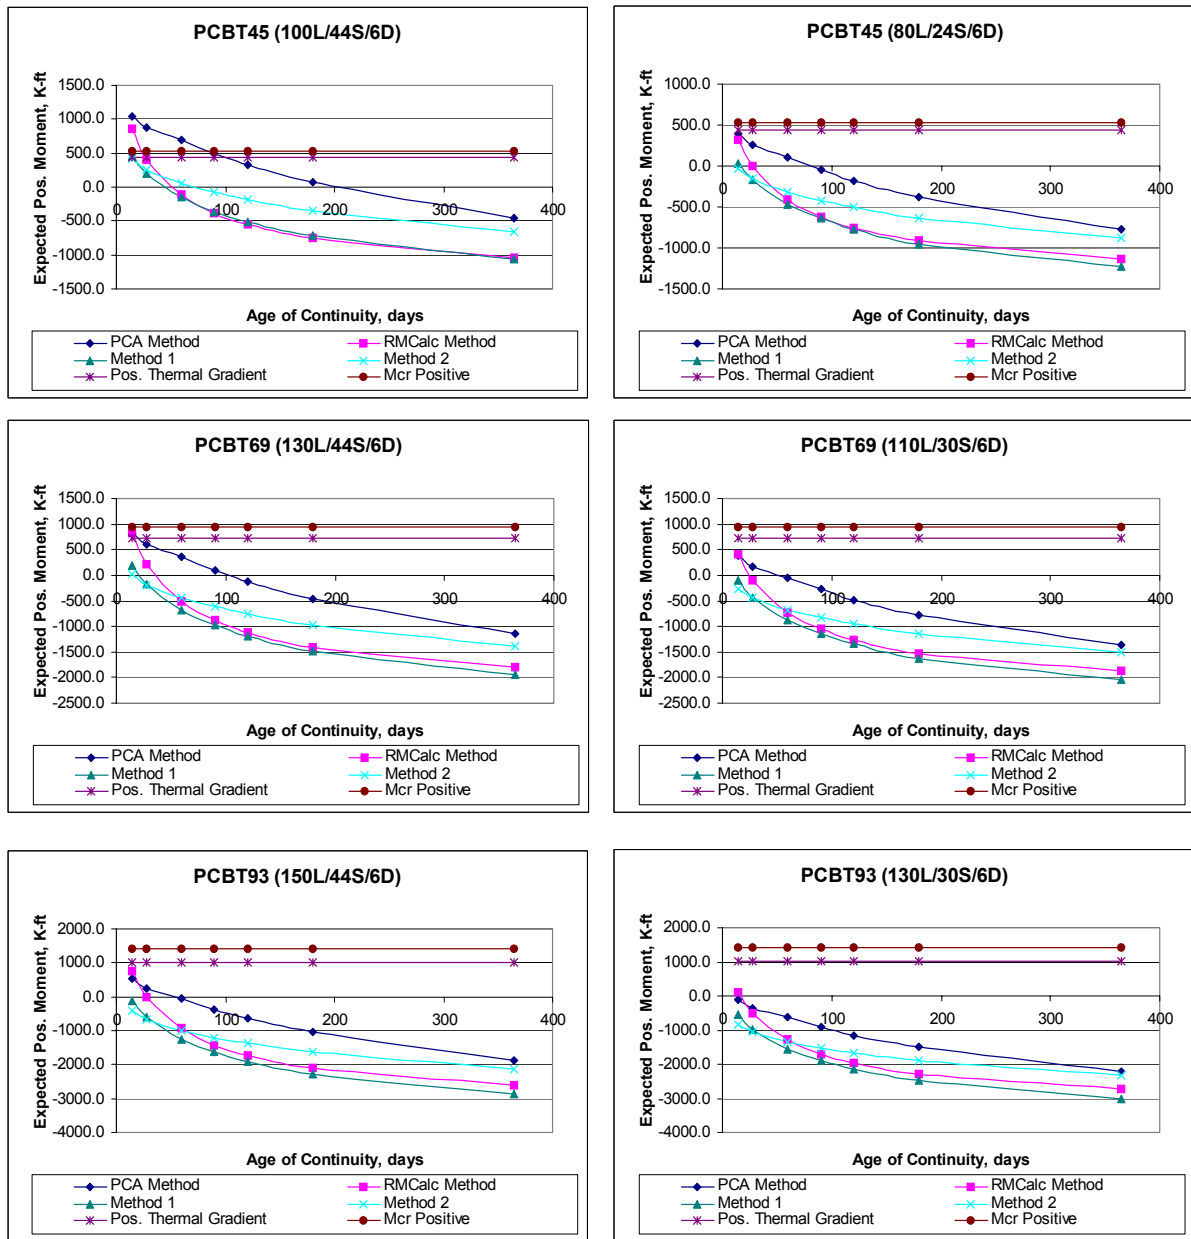 PCBT45 (100L/44S/6D)
Expected Pos. Moment, K-ft
1500.0
1000.0
500.0
0.0
-500.0
-1000.0
-1500.0
0 100 200 300 400
Age of Continuity, days
PCA Method RMCalc Method
Method 1 Method 2
Pos. Thermal Gradient Mcr Positive
PCBT45 (80L/24S/6D)
Expected Pos. Moment, K-ft
1000.0
500.0
0.0
-500.0
-1000.0
-1500.0
0 100 200 300 400
Age of Continuity, days
PCA Method RMCalc Method
Method 1 Method 2
Pos. Thermal Gradient Mcr Positive
PCBT69 (130L/44S/6D)
Expected Pos. Moment, K-ft
1500.0
1000.0
500.0
0.0
-500.0
-1000.0
-1500.0
-2000.0
-2500.0
0 100 200 300 400
Age of Continuity, days
PCA Method RMCalc Method
Method 1 Method 2
Pos. Thermal Gradient Mcr Positive
PCBT69 (110L/30S/6D)
Expected Pos. Moment, K-ft
1500.0
1000.0
500.0
0.0
-500.0
-1000.0
-1500.0
-2000.0
-2500.0
0 100 200 300 400
Age of Continuity, days
PCA Method RMCalc Method
Method 1 Method 2
Pos. Thermal Gradient Mcr Positive
PCBT93 (150L/44S/6D)
Expected Pos. Moment, K-ft
2000.0
1000.0
0.0
-1000.0
-2000.0
-3000.0
-4000.0
0 100 200 300 400
Age of Continuity, days
PCA Method RMCalc Method
Method 1 Method 2
Pos. Thermal Gradient Mcr Positive
PCBT93 (130L/30S/6D)
Expected Pos. Moment, K-ft
2000.0
1000.0
0.0
-1000.0
-2000.0
-3000.0
-4000.0
0 100 200 300 400
Age of Continuity, days
PCA Method RMCalc Method
Method 1 Method 2
Pos. Thermal Gradient Mcr Positive